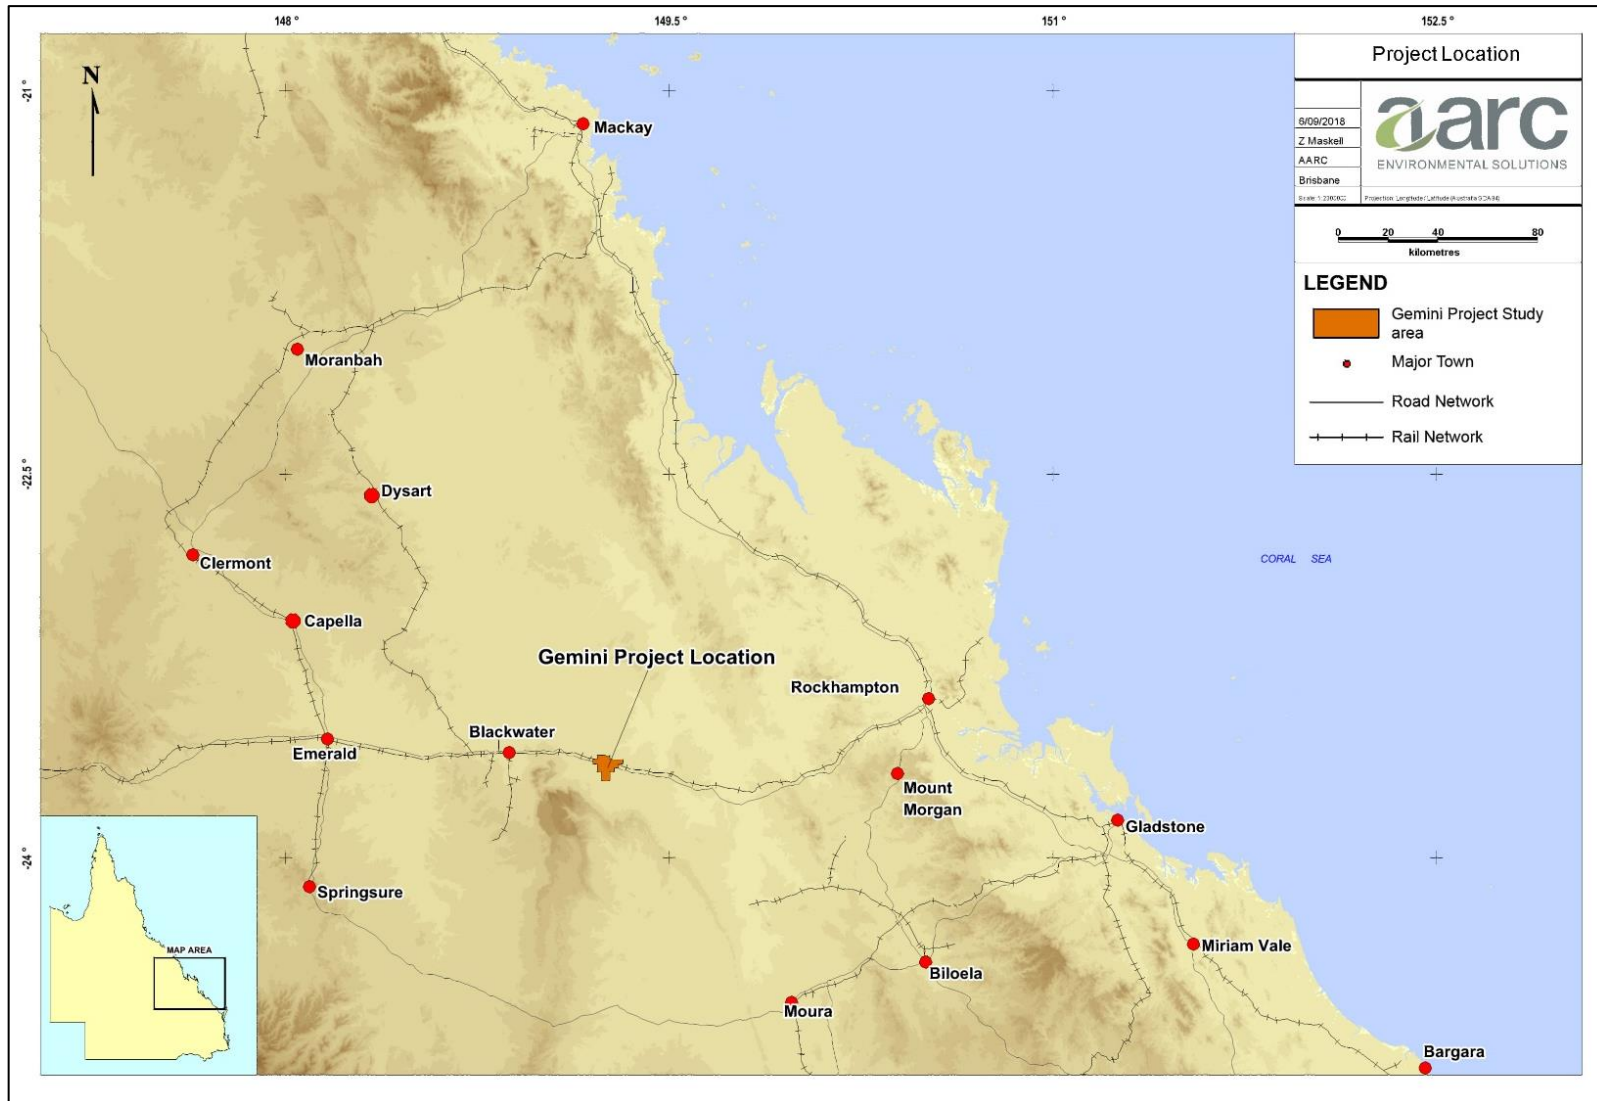 148 °
149.5 °
151 °
152.5 °
-21 °
-22.5 °
-24 °
N
Project Location
6/09/2018
Z Maskell
AARC
Brisbane
aarc
ENVIRONMENTAL SOLUTIONS
0 20 40 80
kilometres
LEGEND
Gemini Project Study
area
Major Town
Road Network
Rail Network
Mackay
Moranbah
Dysart
Clermont
Capella
CORAL SEA
Gemini Project Location
Rockhampton
Blackwater
Emerald
Mount
Morgan
Gladstone
Springsure
Miriam Vale
Biloela
Moura
Bargara
MAP AREA